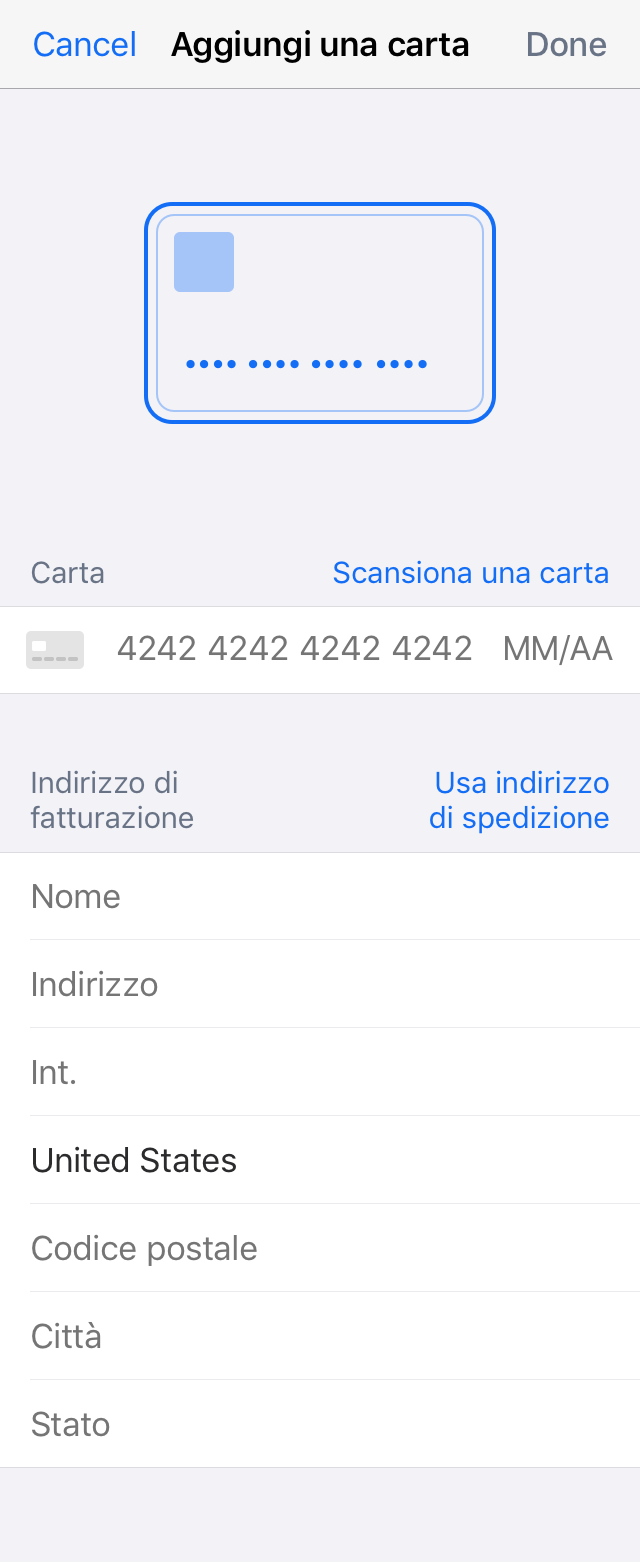 Cancel Aggiungi una carta Done
Carta Scansiona una carta
4242 4242 4242 4242 MM/AA
Indirizzo di fatturazione
Usa indirizzo di spedizione
Nome
Indirizzo
Int.
United States
Codice postale
Città
Stato